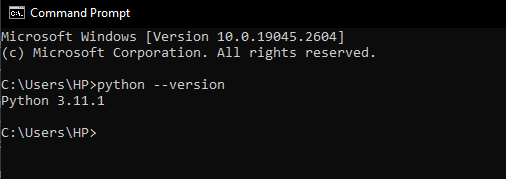 Command Prompt
Microsoft Windows [Version 10.0.19045.2604]
(c) Microsoft Corporation. All rights reserved.
C:\Users\HP>python --version
Python 3.11.1
C:\Users\HP>